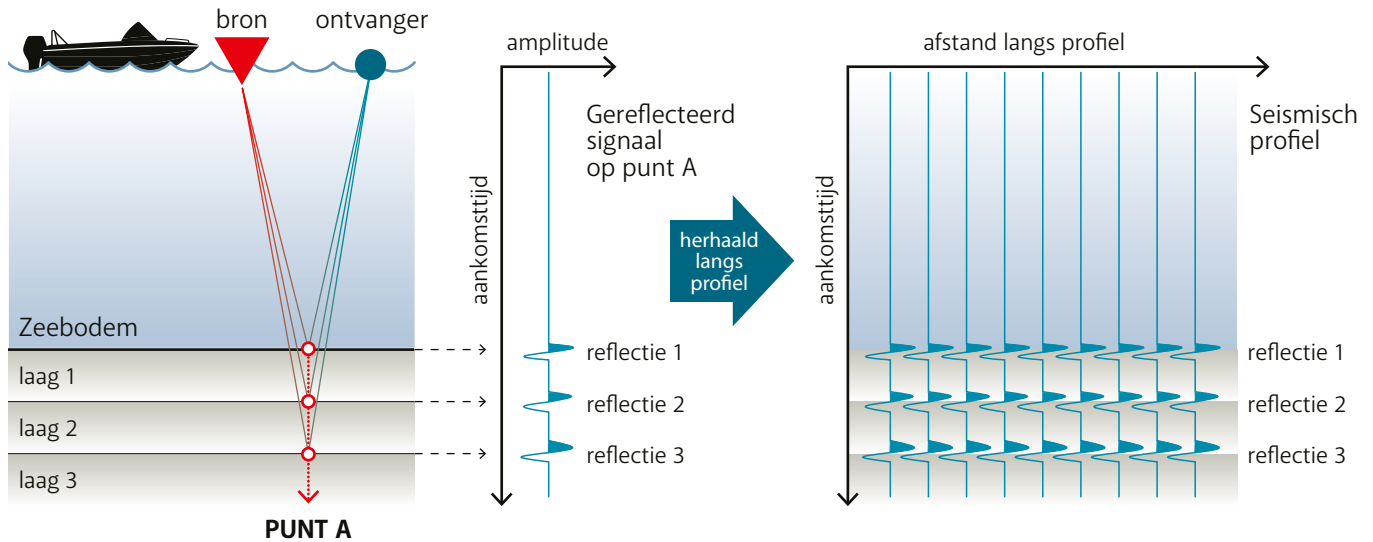 bron
ontvanger
Zeebodem
laag 1
laag 2
laag 3
PUNT A
amplitude
aankomsttijd
Gereflecteerd
signaal
op punt A
reflectie 1
reflectie 2
reflectie 3
herhaald
langs
profiel
afstand langs profiel
aankomsttijd
Seismisch
profiel
reflectie 1
reflectie 2
reflectie 3